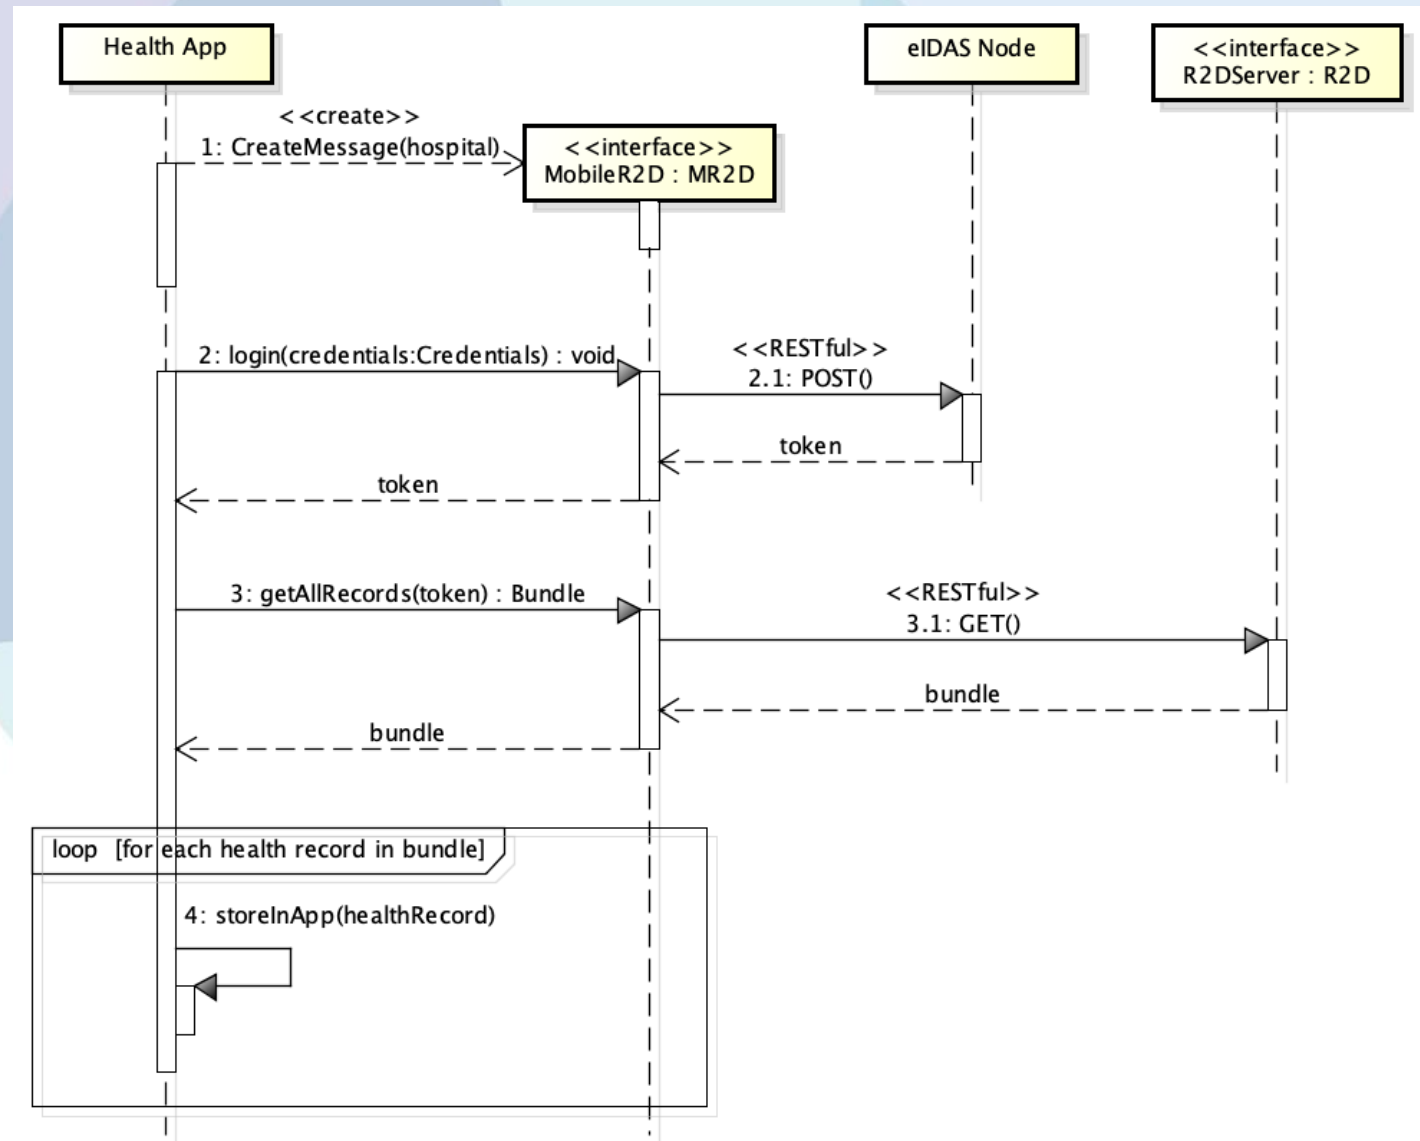 Health App
eIDAS Node
<<interface>>
R2DServer : R2D
<<create>>
1: CreateMessage(hospital)
<<interface>>
MobileR2D : MR2D
2: login(credentials:Credentials) : void
<<RESTful>>
2.1: POST()
token
token
3: getAllRecords(token) : Bundle
<<RESTful>>
3.1: GET()
bundle
bundle
loop [for each health record in bundle]
4: storeInApp(healthRecord)